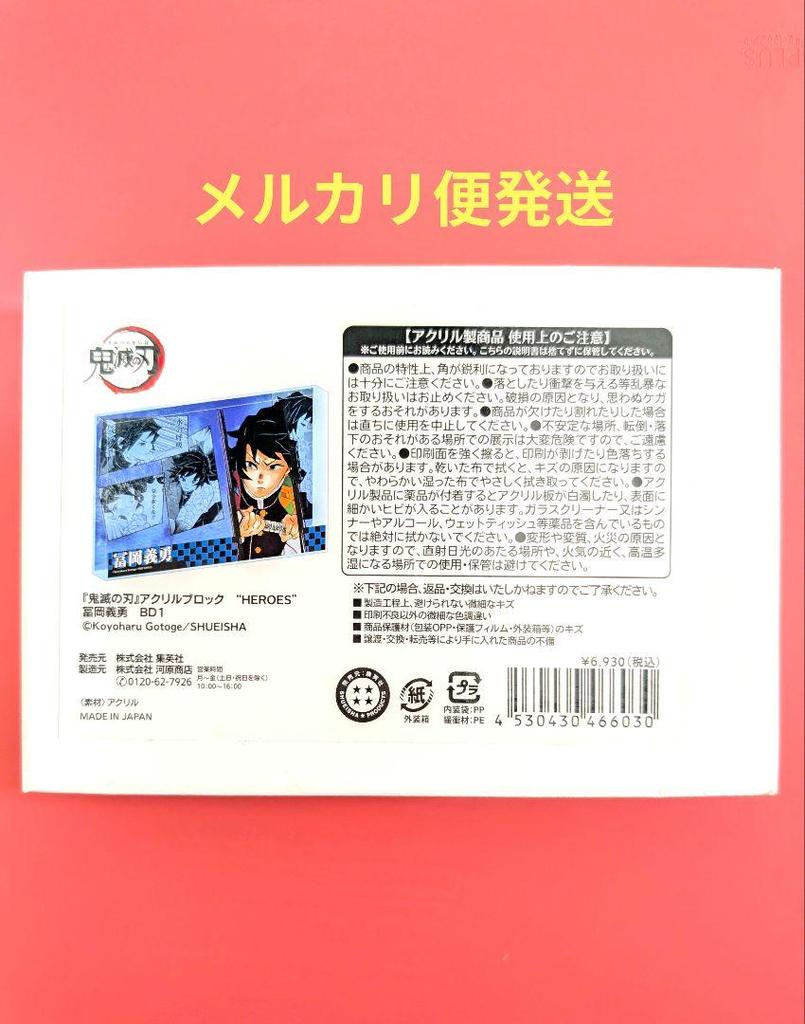 メルカリ便発送
鬼滅の刃
冨岡義勇
【アクリル製商品 使用上のご注意】
※ご使用前にお読みください。こちらの説明書は捨てずに保管してください。
●商品の特性上、角が鋭利になっておりますのでお取り扱いには
は十分にご注意ください。●落としたり衝撃を与える等乱暴な
お取り扱いはお止めください。破損の原因となり、思わぬケガ
をするおそれがあります。●商品が欠けたり割れたりした場合
は直ちに使用を中止してください。●不安定な場所、転倒・落
下のおそれがある場所での展示は大変危険ですので、ご遠慮
ください。●印刷面を強く擦ると、印刷が剥げたり色落ちする
場合があります。乾いた布で拭くと、キズの原因になりますの
で、やわらかい湿った布でやさしく拭き取ってください。●アク
リル製品に薬品が付着するとアクリル板が白濁したり、表面に
細かいヒビが入ることがあります。ガラスクリーナー又はシン
ナーやアルコール、ウェットティッシュ等薬品を含んでいるもの
では絶対に拭かないでください。●変形や変質、火災の原因と
なりますので、直射日光のあたる場所や、火気の近く、高温多
湿になる場所での使用・保管は避けてください。
※下記の場合、返品・交換はいたしかねますのでご了承ください。
■製造工程上、避けられない微細なキズ
■印刷不良以外の微細な色調違い
■商品保護材(包装OPP・保護フィルム・外装箱等)のキズ
■譲渡・交換・転売等により手に入れた商品の不備
『鬼滅の刃』アクリルブロック "HEROES"
冨岡義勇 BD1
©Koyoharu Gotoge/SHUEISHA
発売元 株式会社 集英社
製造元 株式会社 河原商店
0120-62-7926
営業時間
月～金(土日・祝日を除く)
10:00～16:00
〈素材〉アクリル
MADE IN JAPAN
発売元:集英社
SHUEISHA PRODUCTS
紙
外装箱
プラ
内装袋:PP
緩衝材:PE
¥6,930(税込)
4 530430 466030